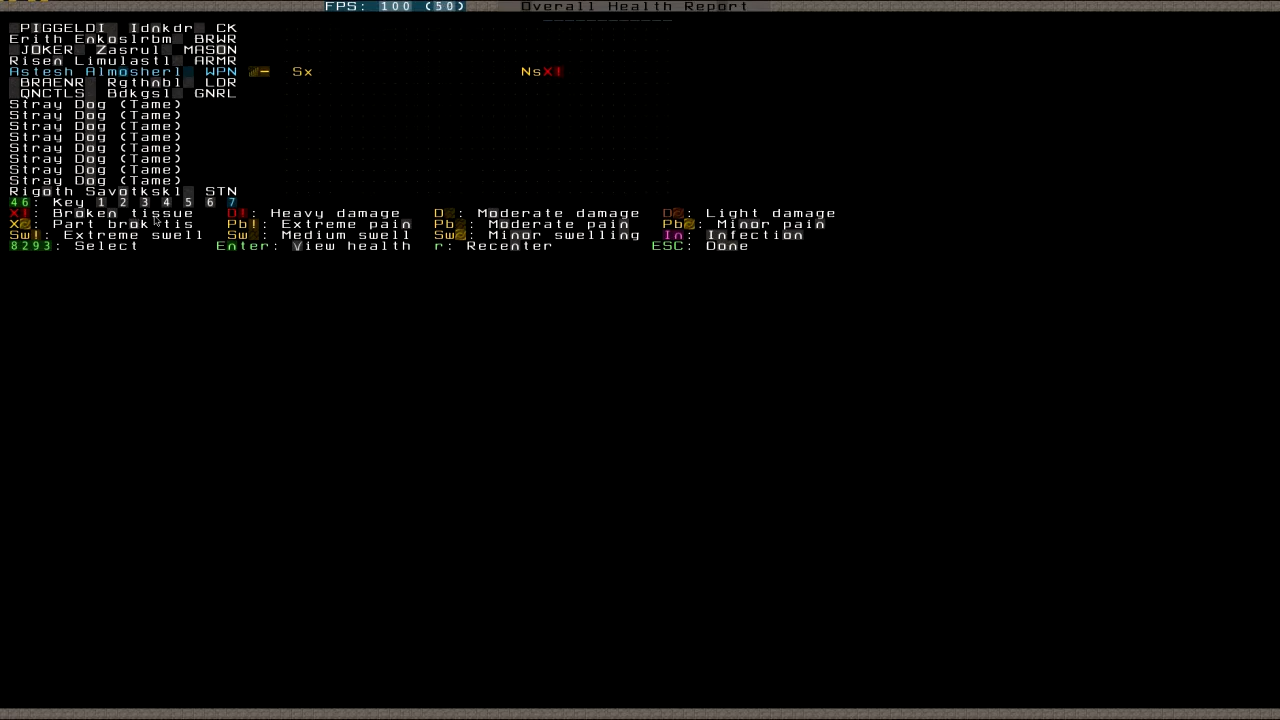 FPS: 100 (50) Overall Health Report
PIGGELDI Idnkdr CK
Erith Enkoslrbm BRWR
JOKER Zasrul MASON
Risen Limulastl ARMR
Astesh Almosherl WPN - Sx NsX!
BRAENR Rgthnbl LDR
QNCTLS Bdkgsl GNRL
Stray Dog (Tame)
Stray Dog (Tame)
Stray Dog (Tame)
Stray Dog (Tame)
Stray Dog (Tame)
Stray Dog (Tame)
Stray Dog (Tame)
Stray Dog (Tame)
Rigoth Savotkskl STN
46: Key 1 2 3 4 5 6 7
X!: Broken tissue D!: Heavy damage D : Moderate damage D : Light damage
X : Part brok tis Pb!: Extreme pain Pb : Moderate pain Pb : Minor pain
Sw!: Extreme swell Sw : Medium swell Sw : Minor swelling In: Infection
8293: Select Enter: View health r: Recenter ESC: Done